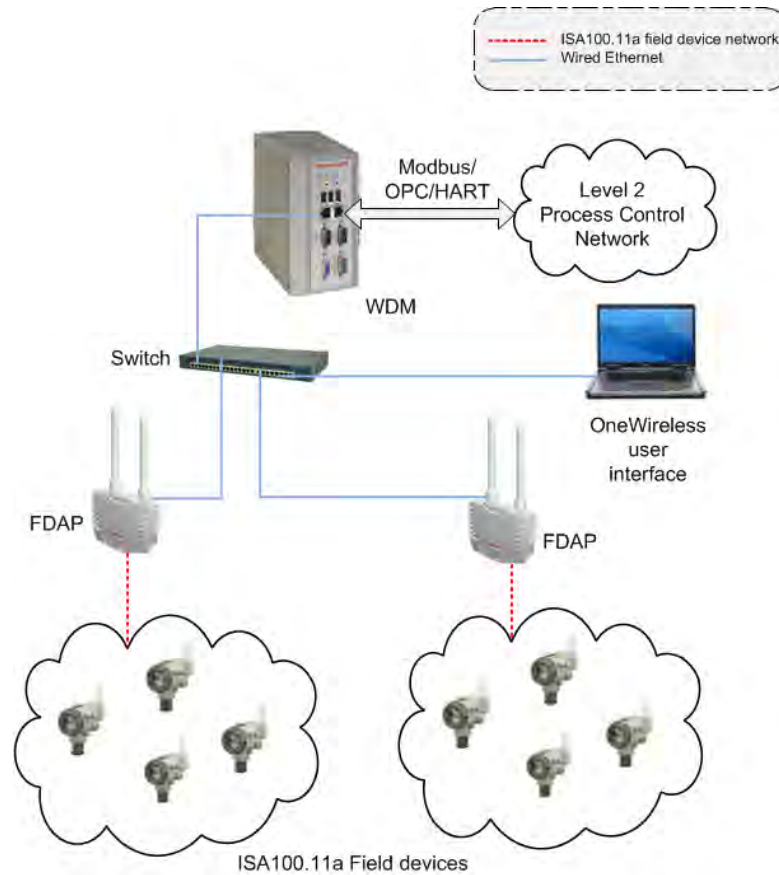 ISA100.11a field device network
Wired Ethernet
Modbus/
OPC/HART
Level 2
Process Control
Network
WDM
Switch
OneWireless
user
interface
FDAP
FDAP
ISA100.11a Field devices